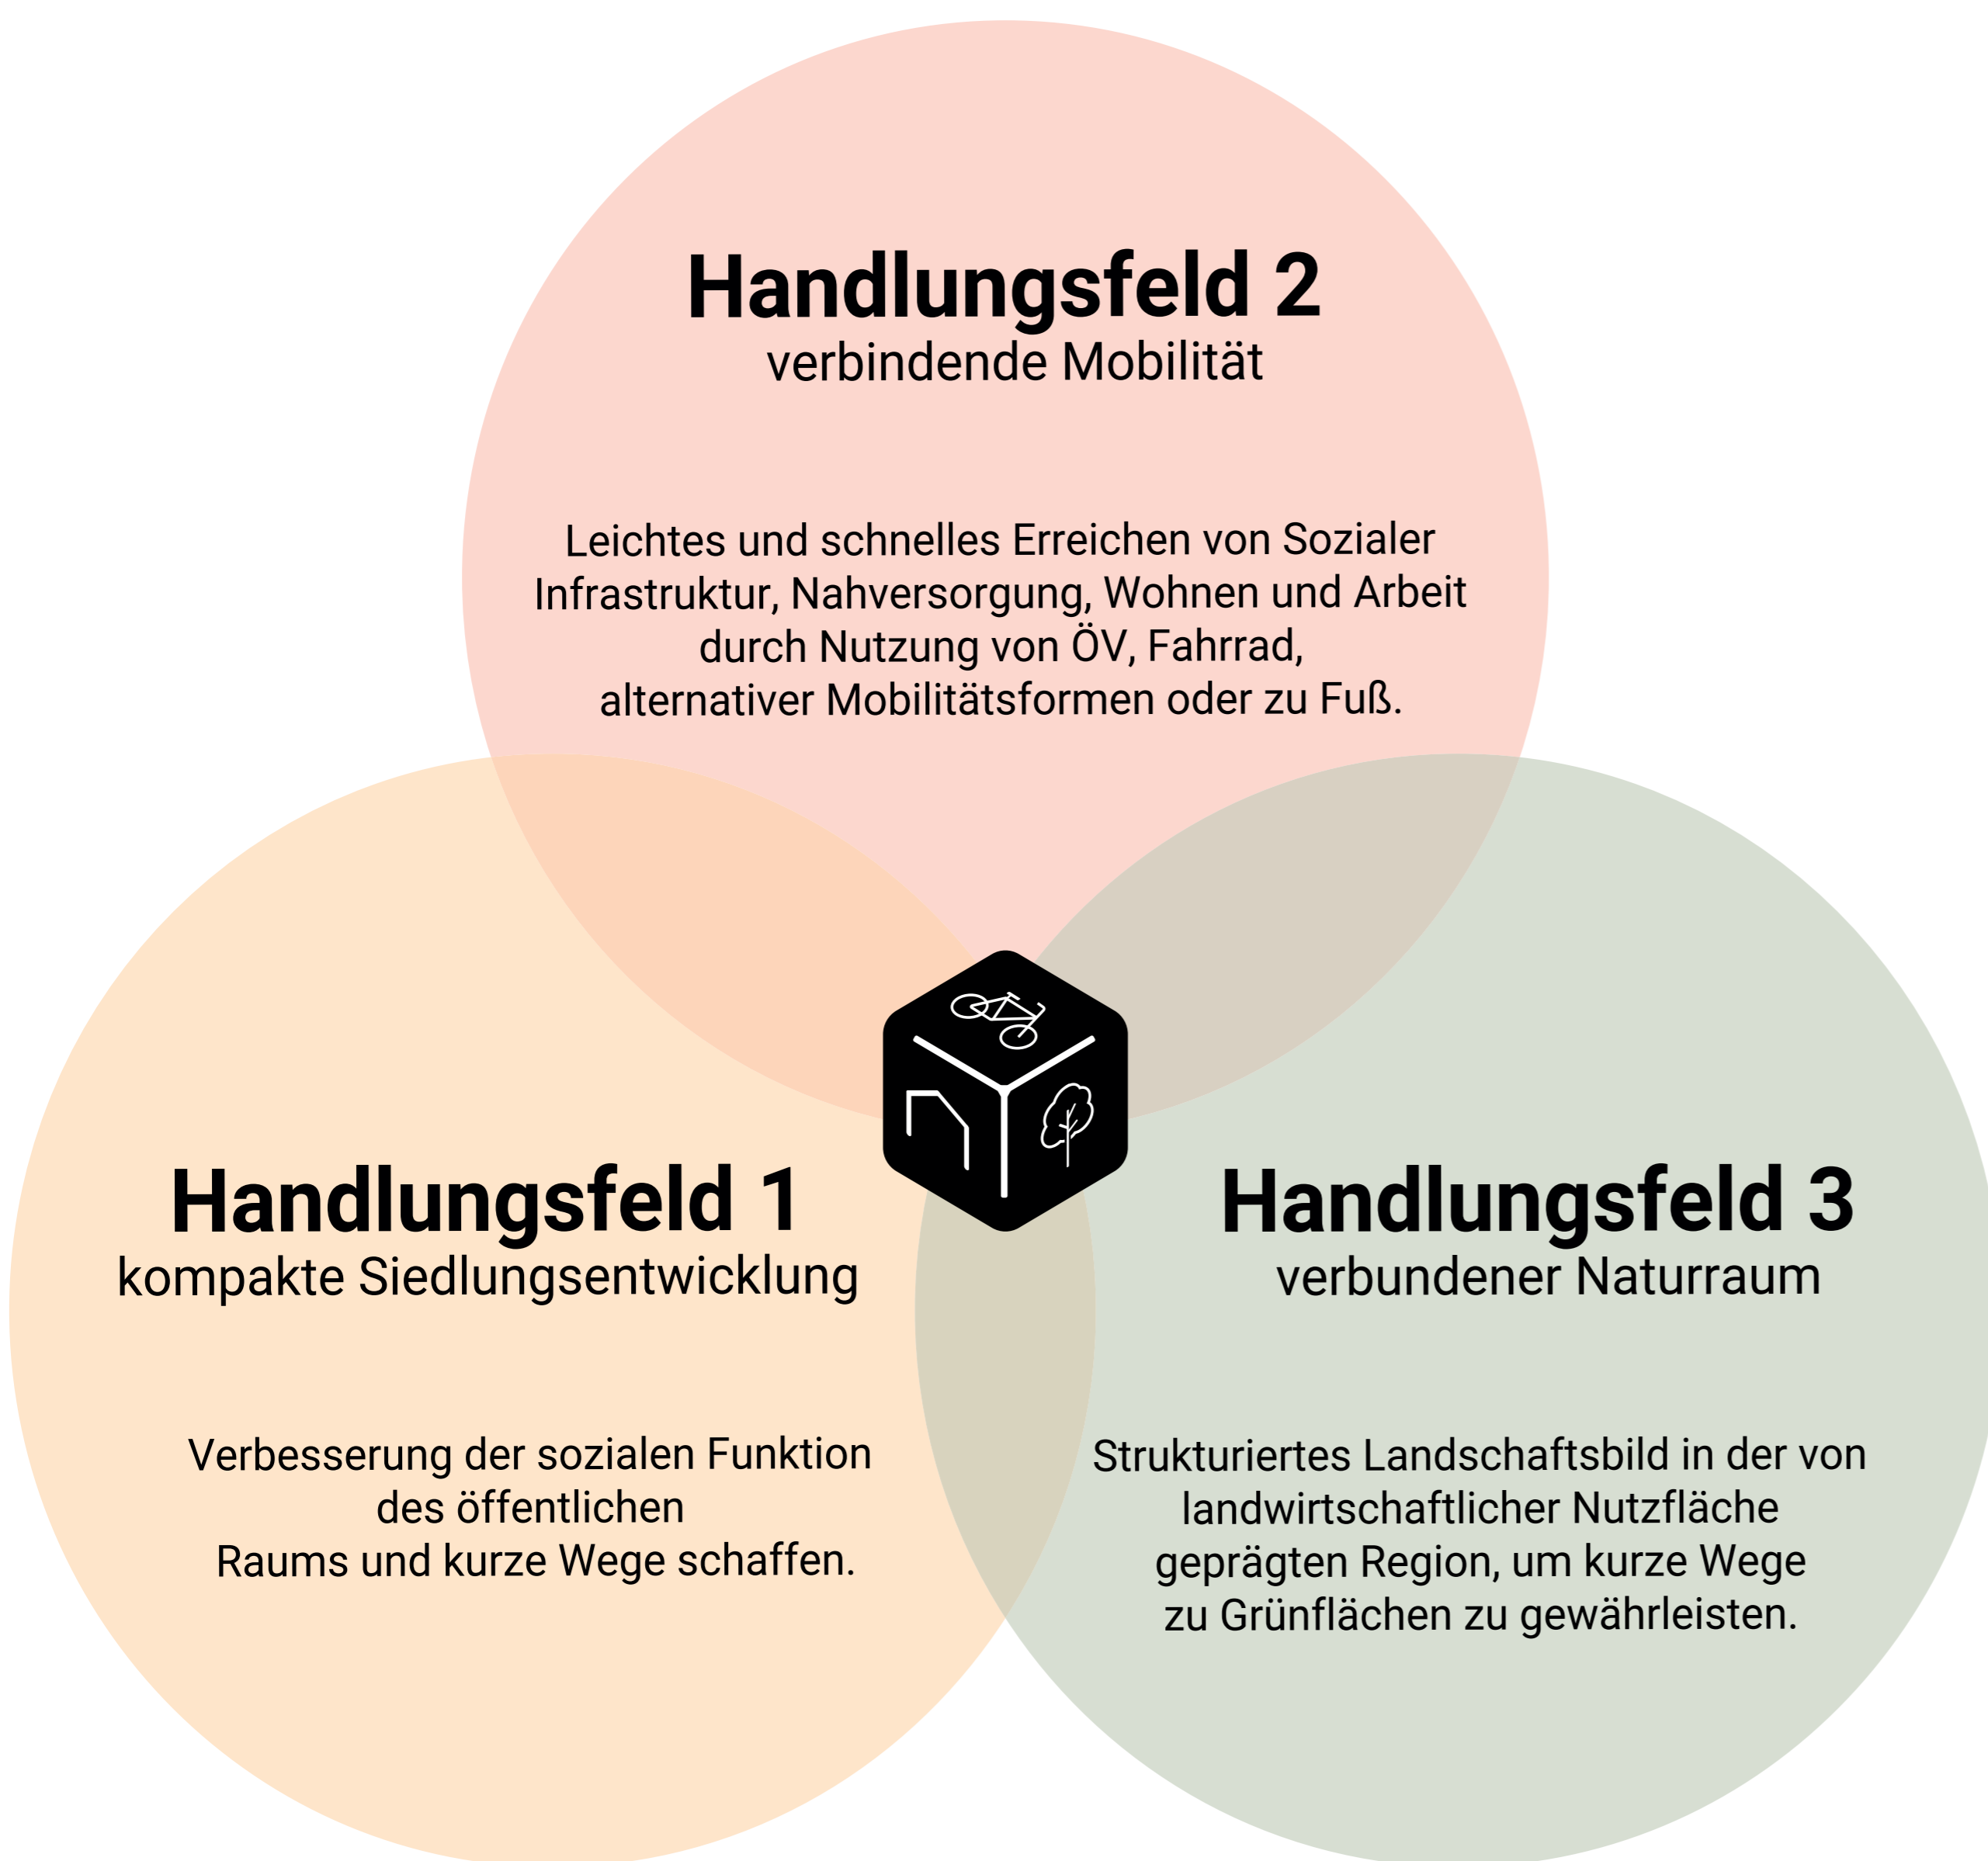 Handlungsfeld 2
verbindende Mobilität
Leichtes und schnelles Erreichen von Sozialer
Infrastruktur, Nahversorgung, Wohnen und Arbeit
durch Nutzung von ÖV, Fahrrad,
alternativer Mobilitätsformen oder zu Fuß.
Handlungsfeld 1
kompakte Siedlungsentwicklung
Verbesserung der sozialen Funktion
des öffentlichen
Raums und kurze Wege schaffen.
Handlungsfeld 3
verbundener Naturraum
Strukturiertes Landschaftsbild in der von
landwirtschaftlicher Nutzfläche
geprägten Region, um kurze Wege
zu Grünflächen zu gewährleisten.